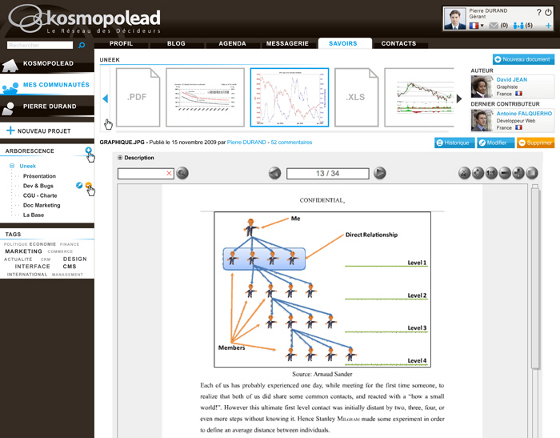 kosmopolead
Le Réseau des Décideurs
Pierre DURAND
Gérant
(2)
(5)
Rechercher
PROFIL
BLOG
AGENDA
MESSAGERIE
SAVOIRS
CONTACTS
KOSMOPOLEAD
MES COMMUNAUTÉS
PIERRE DURAND
NOUVEAU PROJET
ARBORESCENCE
Uneek
Présentation
Dev & Bugs
CGU - Charte
Doc Marketing
La Base
TAGS
POLITIQUE ECONOMIE FINANCE
MARKETING COMMERCE
ACTUALITÉ CRM DESIGN
INTERFACE CMS
INTERNATIONAL MANAGEMENT
UNEEK
Nouveau document
.PDF
.XLS
AUTEUR
David JEAN
Graphiste
France
DERNIER CONTRIBUTEUR
Antoine FALQUERHO
Développeur Web
France
GRAPHIQUE.JPG - Publié le 15 novembre 2009 par Pierre DURAND - 52 commentaires
Historique
Modifier
Supprimer
Description
13 / 34
CONFIDENTIAL
Me
Direct Relationship
Level 1
Level 2
Level 3
Members
Level 4
Source: Arnaud Sander
Each of us has probably experienced one day, while meeting for the first time someone, to
realize that both of us did share some common contacts, and reacted with a "how a small
world!". However this ultimate first level contact was initially distant by two, three, four, or
even more steps without knowing it. Hence Stanley MILGRAM made some experiment in order
to define an average distance between individuals.